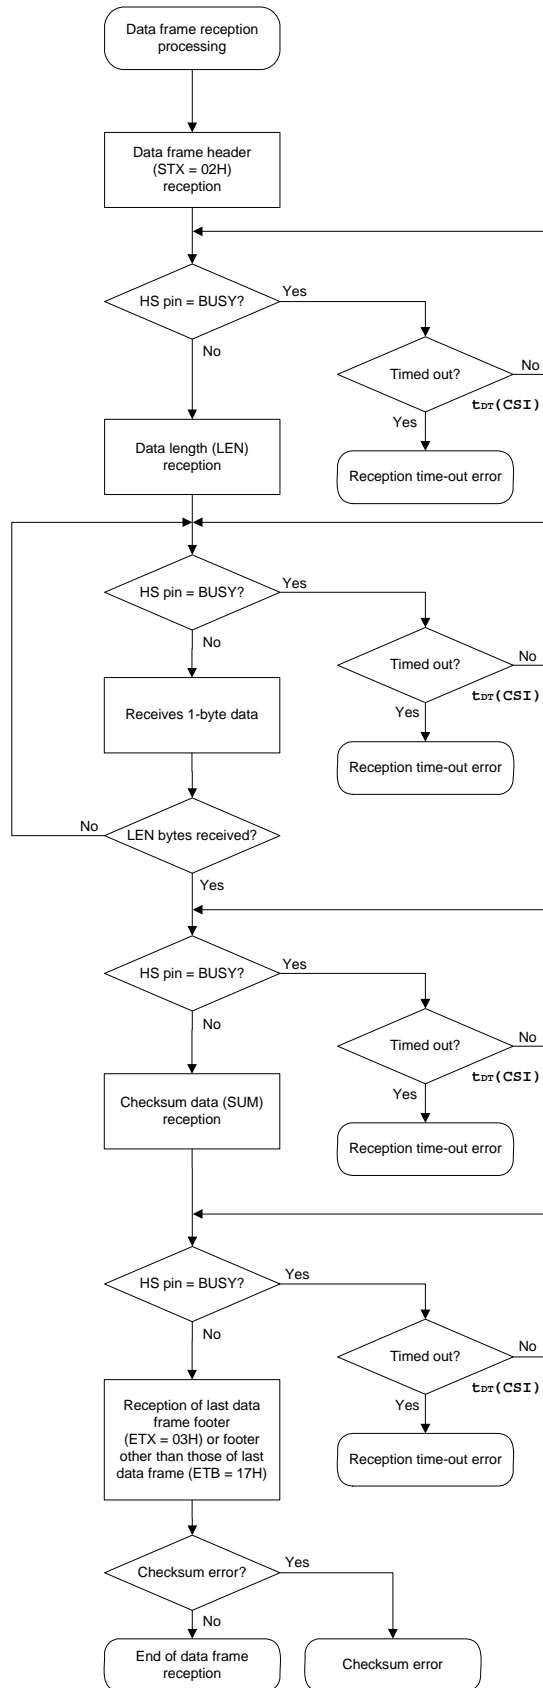 Data frame reception
processing
Data frame header
(STX = 02H)
reception
HS pin = BUSY?
Yes
No
Timed out?
No
tDT(CSI)
Yes
Data length (LEN)
reception
Reception time-out error
HS pin = BUSY?
Yes
No
Timed out?
No
tDT(CSI)
Yes
Receives 1-byte data
Reception time-out error
No
LEN bytes received?
Yes
HS pin = BUSY?
Yes
No
Timed out?
No
tDT(CSI)
Yes
Checksum data (SUM)
reception
Reception time-out error
HS pin = BUSY?
Yes
No
Timed out?
No
tDT(CSI)
Yes
Reception of last data
frame footer
(ETX = 03H) or footer
other than those of last
data frame (ETB = 17H)
Reception time-out error
Checksum error?
Yes
No
End of data frame
reception
Checksum error